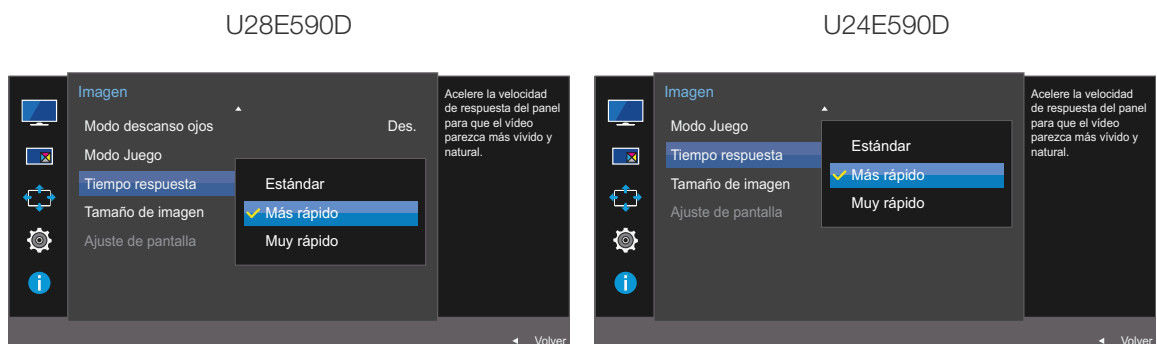 U28E590D
Imagen
Modo descanso ojos Des.
Modo Juego
Tiempo respuesta
Tamaño de imagen
Ajuste de pantalla
Estándar
Más rápido
Muy rápido
Acelere la velocidad
de respuesta del panel
para que el vídeo
parezca más vívido y
natural.
Volver
U24E590D
Imagen
Modo Juego
Tiempo respuesta
Tamaño de imagen
Ajuste de pantalla
Estándar
Más rápido
Muy rápido
Acelere la velocidad
de respuesta del panel
para que el vídeo
parezca más vívido y
natural.
Volver